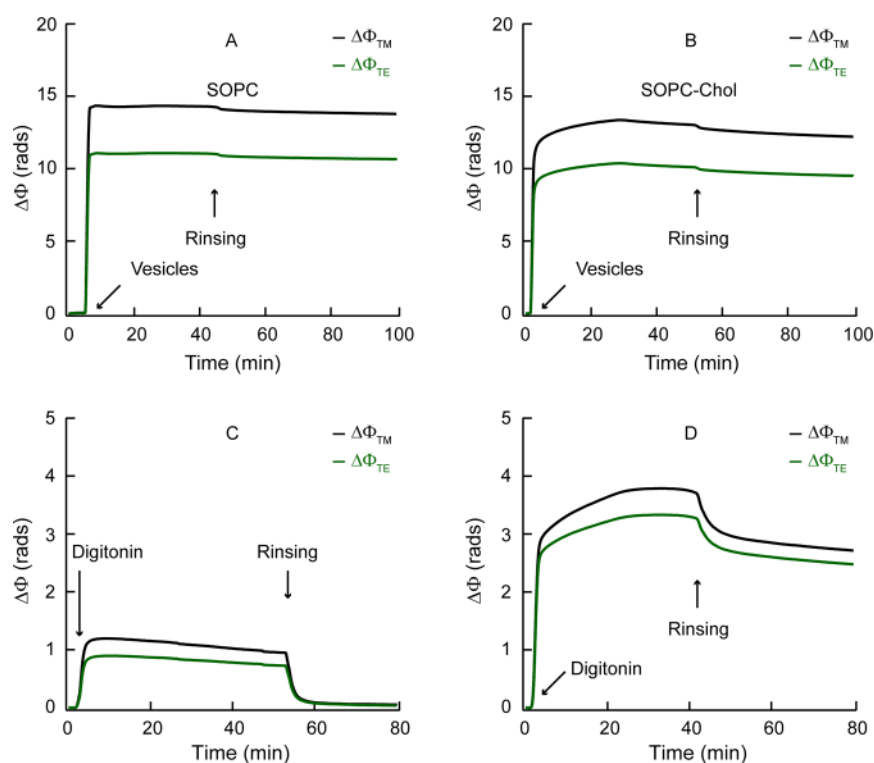 A
— ΔΦTM
— ΔΦTE
SOPC
Rinsing
Vesicles
ΔΦ (rads)
20
15
10
5
0
0 20 40 60 80 100
Time (min)
B
— ΔΦTM
— ΔΦTE
SOPC-Chol
Rinsing
Vesicles
ΔΦ (rads)
20
15
10
5
0
0 20 40 60 80 100
Time (min)
C
— ΔΦTM
— ΔΦTE
Digitonin
Rinsing
ΔΦ (rads)
5
4
3
2
1
0
0 20 40 60 80
Time (min)
D
— ΔΦTM
— ΔΦTE
Rinsing
Digitonin
ΔΦ (rads)
5
4
3
2
1
0
0 20 40 60 80
Time (min)